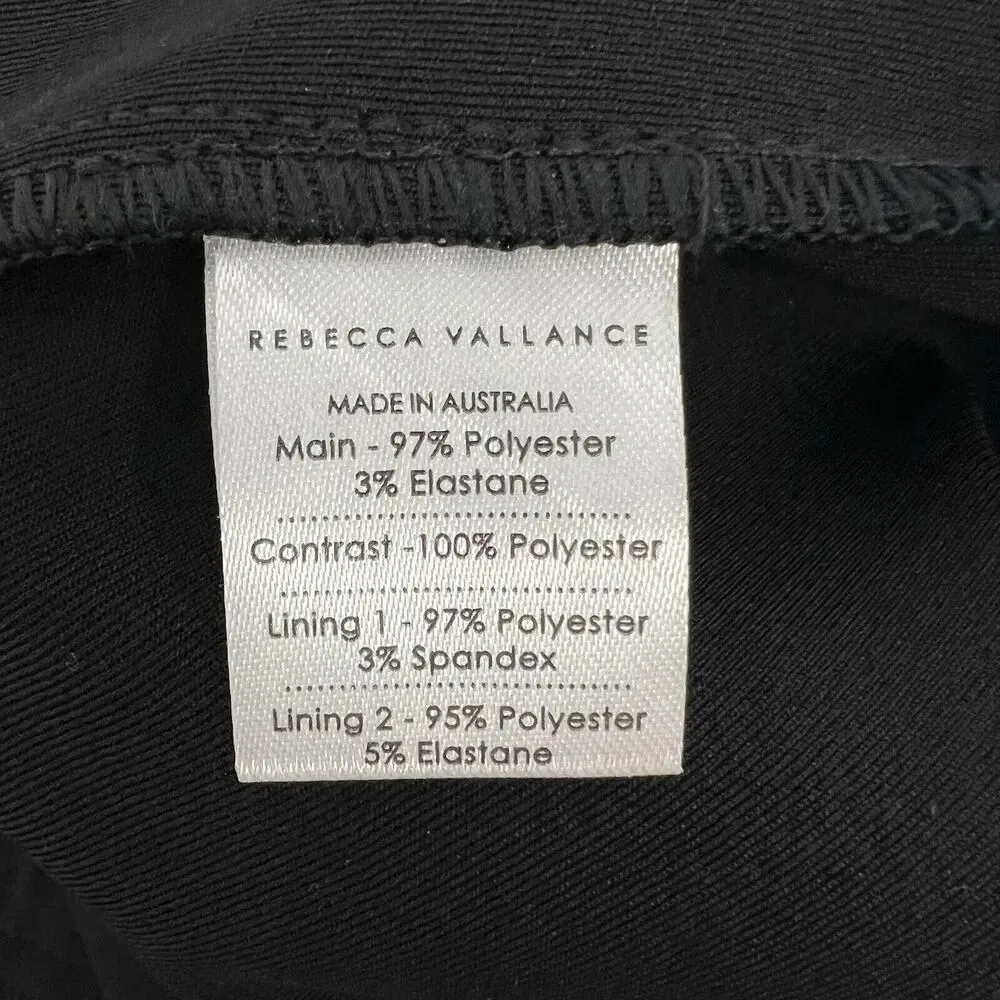 REBECCA VALLANCE
MADE IN AUSTRALIA
Main - 97% Polyester
3% Elastane
Contrast -100% Polyester
Lining 1 - 97% Polyester
3% Spandex
Lining 2 - 95% Polyester
5% Elastane